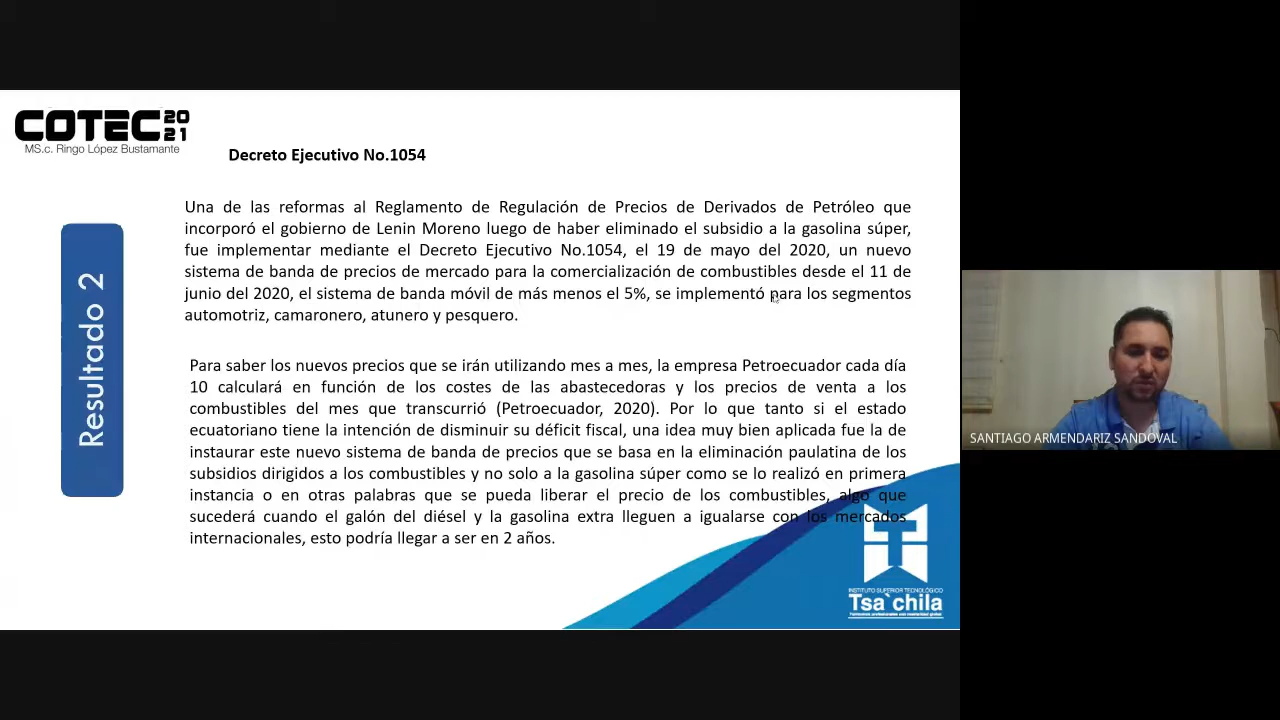 COTEC 20
21
MS.c. Ringo López Bustamante
Decreto Ejecutivo No.1054
Resultado 2
Una de las reformas al Reglamento de Regulación de Precios de Derivados de Petróleo que
incorporó el gobierno de Lenin Moreno luego de haber eliminado el subsidio a la gasolina súper,
fue implementar mediante el Decreto Ejecutivo No.1054, el 19 de mayo del 2020, un nuevo
sistema de banda de precios de mercado para la comercialización de combustibles desde el 11 de
junio del 2020, el sistema de banda móvil de más menos el 5%, se implementó para los segmentos
automotriz, camaronero, atunero y pesquero.
Para saber los nuevos precios que se irán utilizando mes a mes, la empresa Petroecuador cada día
10 calculará en función de los costes de las abastecedoras y los precios de venta a los
combustibles del mes que transcurrió (Petroecuador, 2020). Por lo que tanto si el estado
ecuatoriano tiene la intención de disminuir su déficit fiscal, una idea muy bien aplicada fue la de
instaurar este nuevo sistema de banda de precios que se basa en la eliminación paulatina de los
subsidios dirigidos a los combustibles y no solo a la gasolina súper como se lo realizó en primera
instancia o en otras palabras que se pueda liberar el precio de los combustibles, algo que
sucederá cuando el galón del diésel y la gasolina extra lleguen a igualarse con los mercados
internacionales, esto podría llegar a ser en 2 años.
INSTITUTO SUPERIOR TECNOLÓGICO
Tsa`chila
SANTIAGO ARMENDARIZ SANDOVAL